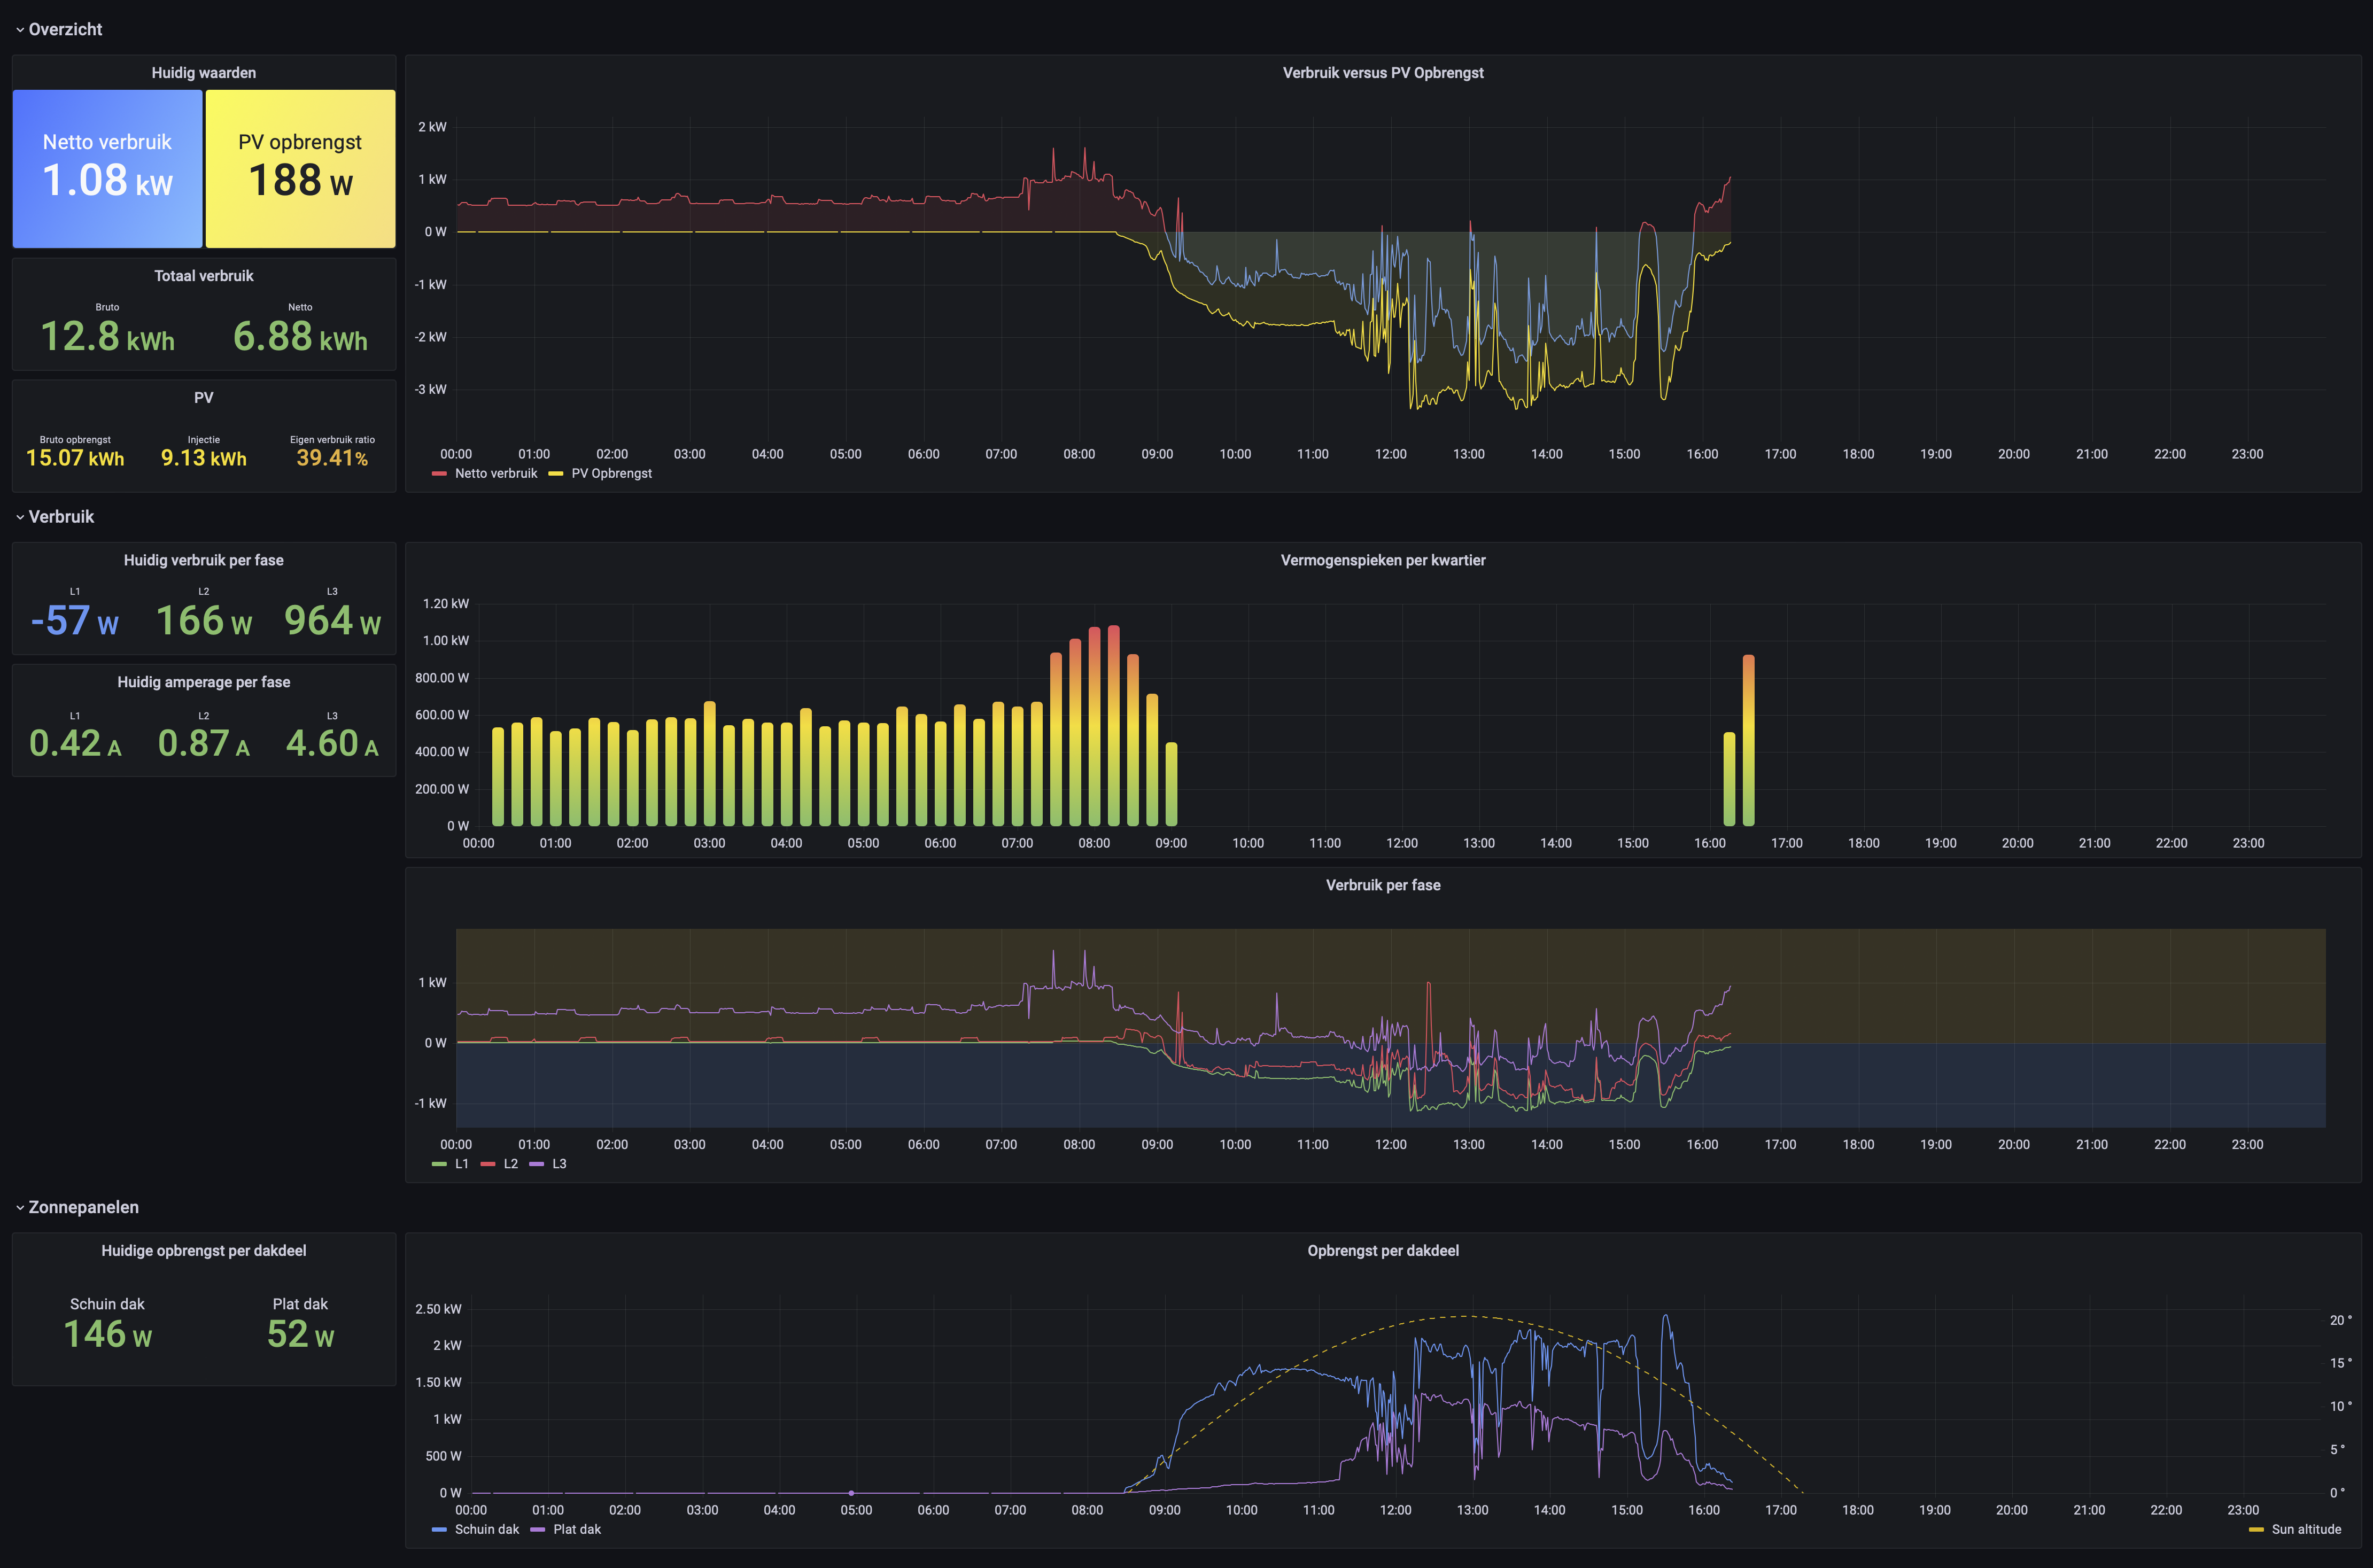 Overzicht
Huidig waarden
Netto verbruik
1.08 kW
PV opbrengst
188 W
Totaal verbruik
Bruto
12.8 kWh
Netto
6.88 kWh
PV
Bruto opbrengst
15.07 kWh
Injectie
9.13 kWh
Eigen verbruik ratio
39.41%
Verbruik versus PV Opbrengst
2 kW
1 kW
0 W
-1 kW
-2 kW
-3 kW
00:00 01:00 02:00 03:00 04:00 05:00 06:00 07:00 08:00 09:00 10:00 11:00 12:00 13:00 14:00 15:00 16:00 17:00 18:00 19:00 20:00 21:00 22:00 23:00
Netto verbruik PV Opbrengst
Verbruik
Huidig verbruik per fase
L1 L2 L3
-57 W 166 W 964 W
Huidig amperage per fase
L1 L2 L3
0.42 A 0.87 A 4.60 A
Vermogenspieken per kwartier
1.20 kW
1.00 kW
800.00 W
600.00 W
400.00 W
200.00 W
0 W
00:00 01:00 02:00 03:00 04:00 05:00 06:00 07:00 08:00 09:00 10:00 11:00 12:00 13:00 14:00 15:00 16:00 17:00 18:00 19:00 20:00 21:00 22:00 23:00
Verbruik per fase
1 kW
0 W
-1 kW
00:00 01:00 02:00 03:00 04:00 05:00 06:00 07:00 08:00 09:00 10:00 11:00 12:00 13:00 14:00 15:00 16:00 17:00 18:00 19:00 20:00 21:00 22:00 23:00
L1 L2 L3
Zonnepanelen
Huidige opbrengst per dakdeel
Schuin dak
146 W
Plat dak
52 W
Opbrengst per dakdeel
2.50 kW
2 kW
1.50 kW
1 kW
500 W
0 W
20 °
15 °
10 °
5 °
0 °
00:00 01:00 02:00 03:00 04:00 05:00 06:00 07:00 08:00 09:00 10:00 11:00 12:00 13:00 14:00 15:00 16:00 17:00 18:00 19:00 20:00 21:00 22:00 23:00
Schuin dak Plat dak
Sun altitude